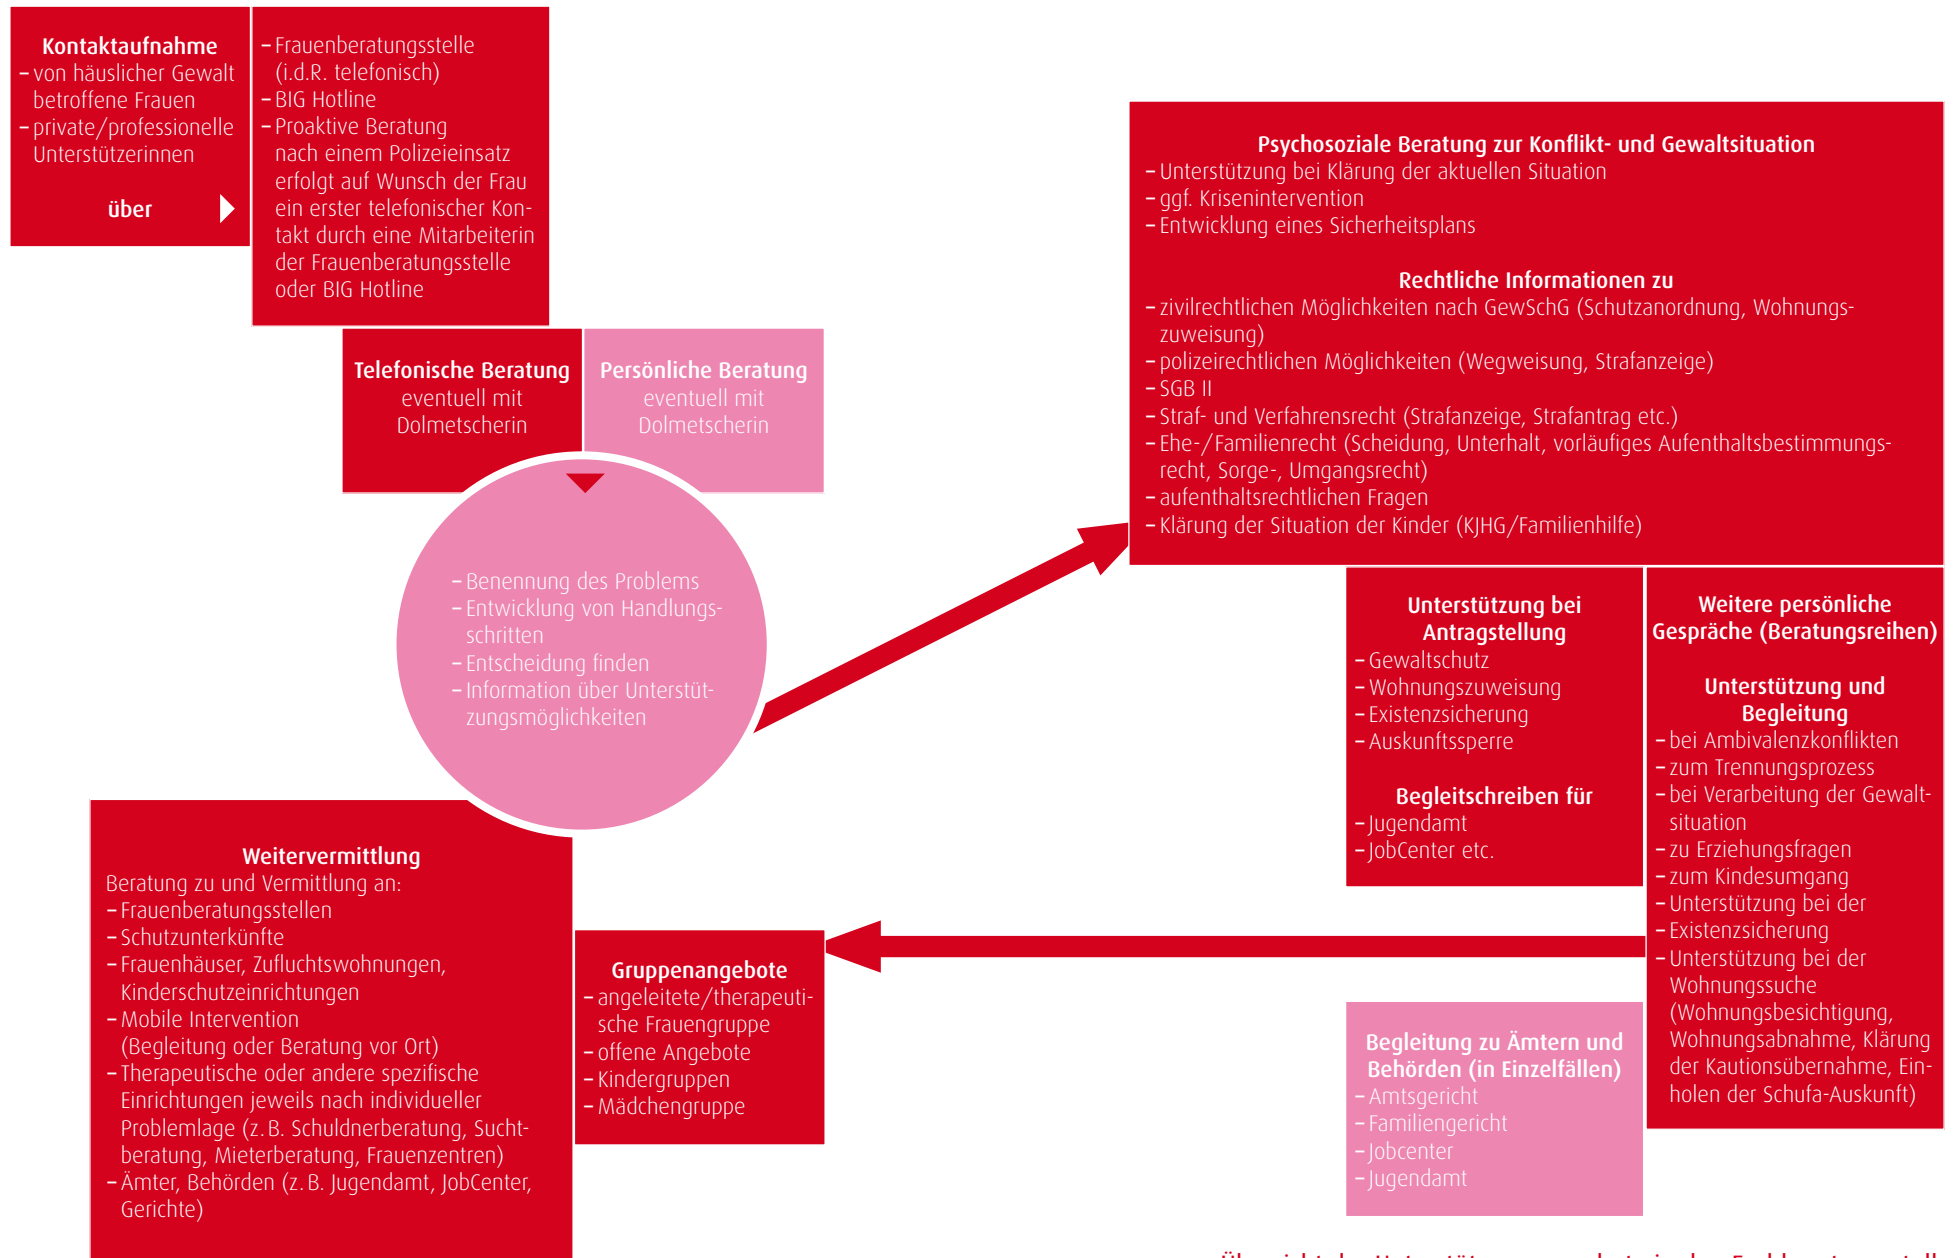 Kontaktaufnahme
– von häuslicher Gewalt
betroffene Frauen
– private/professionelle
Unterstützerinnen
über
– Frauenberatungsstelle
(i.d.R. telefonisch)
– BIG Hotline
– Proaktive Beratung
nach einem Polizeieinsatz
erfolgt auf Wunsch der Frau
ein erster telefonischer Kon-
takt durch eine Mitarbeiterin
der Frauenberatungsstelle
oder BIG Hotline
Telefonische Beratung
eventuell mit
Dolmetscherin
Persönliche Beratung
eventuell mit
Dolmetscherin
– Benennung des Problems
– Entwicklung von Handlungs-
schritten
– Entscheidung finden
– Information über Unterstüt-
zungsmöglichkeiten
Psychosoziale Beratung zur Konflikt- und Gewaltsituation
– Unterstützung bei Klärung der aktuellen Situation
– ggf. Krisenintervention
– Entwicklung eines Sicherheitsplans
Rechtliche Informationen zu
– zivilrechtlichen Möglichkeiten nach GewSchG (Schutzanordnung, Wohnungs-
zuweisung)
– polizeirechtlichen Möglichkeiten (Wegweisung, Strafanzeige)
– SGB II
– Straf- und Verfahrensrecht (Strafanzeige, Strafantrag etc.)
– Ehe-/Familienrecht (Scheidung, Unterhalt, vorläufiges Aufenthaltsbestimmungs-
recht, Sorge-, Umgangsrecht)
– aufenthaltsrechtlichen Fragen
– Klärung der Situation der Kinder (KJHG/Familienhilfe)
Unterstützung bei
Antragstellung
– Gewaltschutz
– Wohnungszuweisung
– Existenzsicherung
– Auskunftssperre
Begleitschreiben für
– Jugendamt
– JobCenter etc.
Weitere persönliche
Gespräche (Beratungsreihen)
Unterstützung und
Begleitung
– bei Ambivalenzkonflikten
– zum Trennungsprozess
– bei Verarbeitung der Gewalt-
situation
– zu Erziehungsfragen
– zum Kindesumgang
– Unterstützung bei der
– Existenzsicherung
– Unterstützung bei der
Wohnungssuche
(Wohnungsbesichtigung,
Wohnungsabnahme, Klärung
der Kautionsübernahme, Ein-
holen der Schufa-Auskunft)
Begleitung zu Ämtern und
Behörden (in Einzelfällen)
– Amtsgericht
– Familiengericht
– Jobcenter
– Jugendamt
Gruppenangebote
– angeleitete/therapeuti-
sche Frauengruppe
– offene Angebote
– Kindergruppen
– Mädchengruppe
Weitervermittlung
Beratung zu und Vermittlung an:
– Frauenberatungsstellen
– Schutzunterkünfte
– Frauenhäuser, Zufluchtswohnungen,
Kinderschutzeinrichtungen
– Mobile Intervention
(Begleitung oder Beratung vor Ort)
– Therapeutische oder andere spezifische
Einrichtungen jeweils nach individueller
Problemlage (z. B. Schuldnerberatung, Sucht-
beratung, Mieterberatung, Frauenzentren)
– Ämter, Behörden (z. B. Jugendamt, JobCenter,
Gerichte)